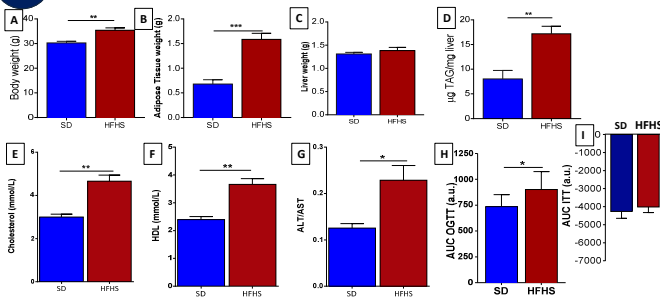 A
Body weight (g)
40
30
20
10
0
**
SD
HFHS
B
Adipose Tissue weight (g)
2.0
1.5
1.0
0.5
0.0
***
SD
HFHS
C
Liver weight (g)
2.0
1.5
1.0
0.5
0.0
SD
HFHS
D
µg TAG/mg liver
20
15
10
5
0
**
SD
HFHS
E
Cholesterol (mmol/L)
6
4
2
0
**
SD
HFHS
F
HDL (mmol/L)
5
4
3
2
1
0
**
SD
HFHS
G
ALT/AST
0.3
0.2
0.1
0.0
*
SD
HFHS
H
AUC OGTT (a.u.)
1250
1000
750
500
250
0
*
SD
HFHS
I
SD HFHS
AUC ITT (a.u.)
0
-1000
-2000
-3000
-4000
-5000
-6000
-7000